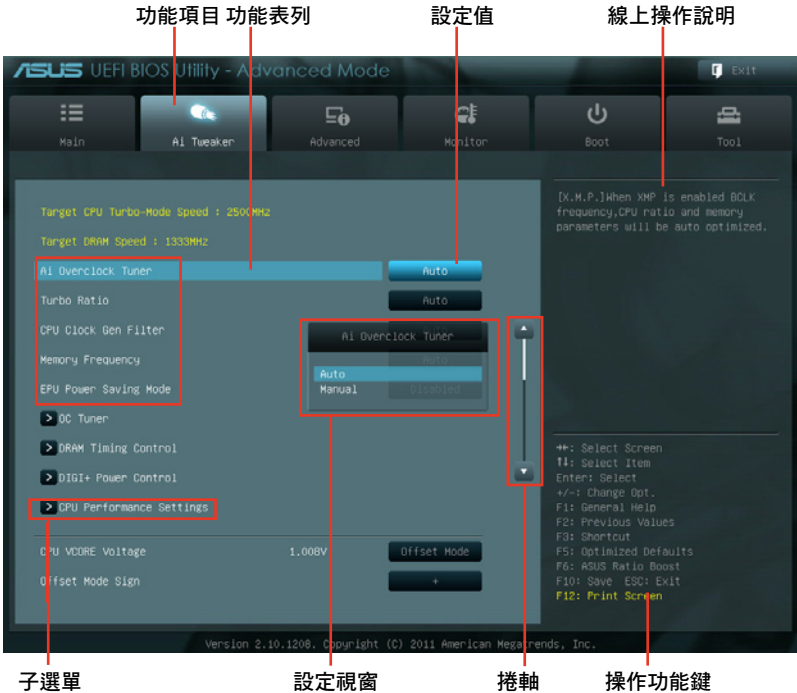 功能項目 功能表列 設定值 線上操作說明
ASUS UEFI BIOS Utility - Advanced Mode Exit
Main Ai Tweaker Advanced Monitor Boot Tool
Target CPU Turbo-Mode Speed : 2500MHz
Target DRAM Speed : 1333MHz
Ai Overclock Tuner Auto
Turbo Ratio Auto
CPU Clock Gen Filter
Memory Frequency Auto
EPU Power Saving Mode Disabled
Ai Overclock Tuner
Auto
Manual
> OC Tuner
> DRAM Timing Control
> DIGI+ Power Control
> CPU Performance Settings
CPU VCORE Voltage 1.008V Offset Mode
Offset Mode Sign +
[X.M.P.]When XMP is enabled BCLK
frequency,CPU ratio and memory
parameters will be auto optimized.
→←: Select Screen
↑↓: Select Item
Enter: Select
+/-: Change Opt.
F1: General Help
F2: Previous Values
F3: Shortcut
F5: Optimized Defaults
F6: ASUS Ratio Boost
F10: Save ESC: Exit
F12: Print Screen
Version 2.10.1208. Copyright (C) 2011 American Megatrends, Inc.
子選單 設定視窗 捲軸 操作功能鍵